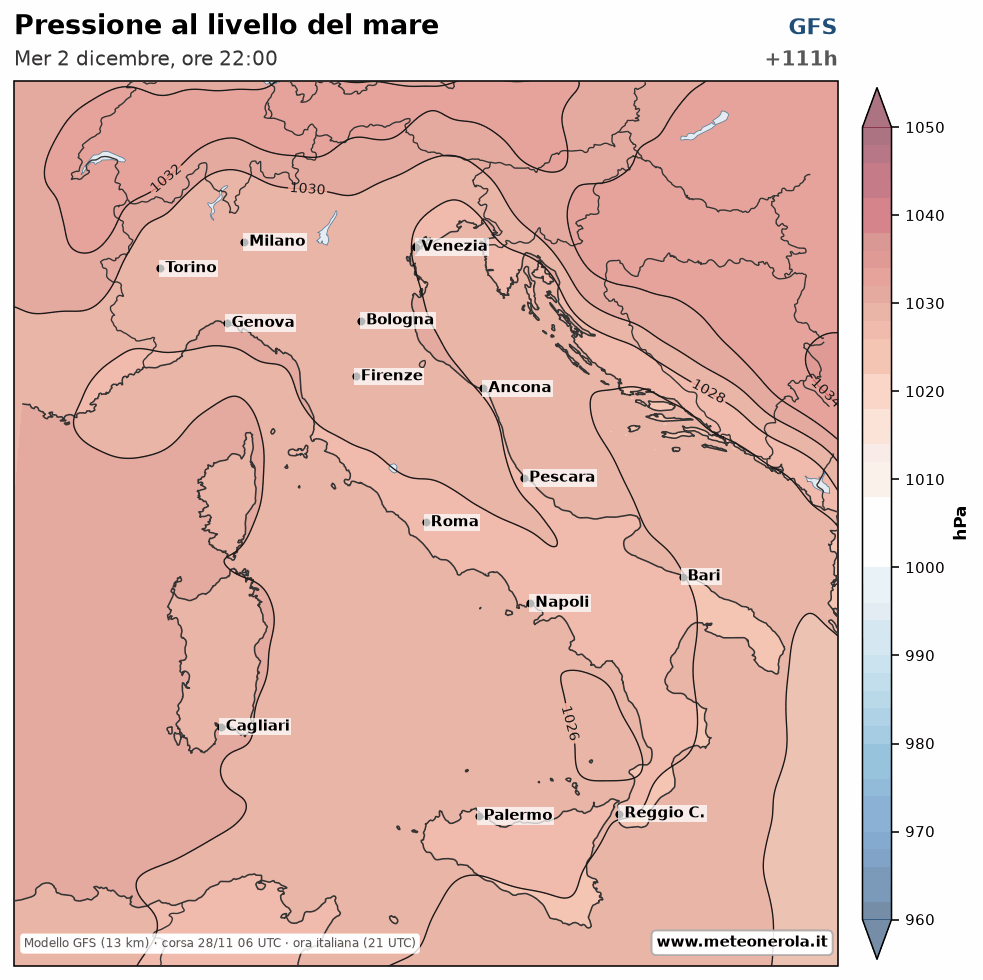 Pressione al livello del mare
GFS
Mer 2 dicembre, ore 22:00
+111h
1032
1030
Milano
Venezia
Torino
Genova
Bologna
Firenze
Ancona
1028
1034
Pescara
Roma
Bari
Napoli
1026
Cagliari
Palermo
Reggio C.
Modello GFS (13 km) · corsa 28/11 06 UTC · ora italiana (21 UTC)
www.meteonerola.it
1050
1040
1030
1020
1010
1000
990
980
970
960
hPa